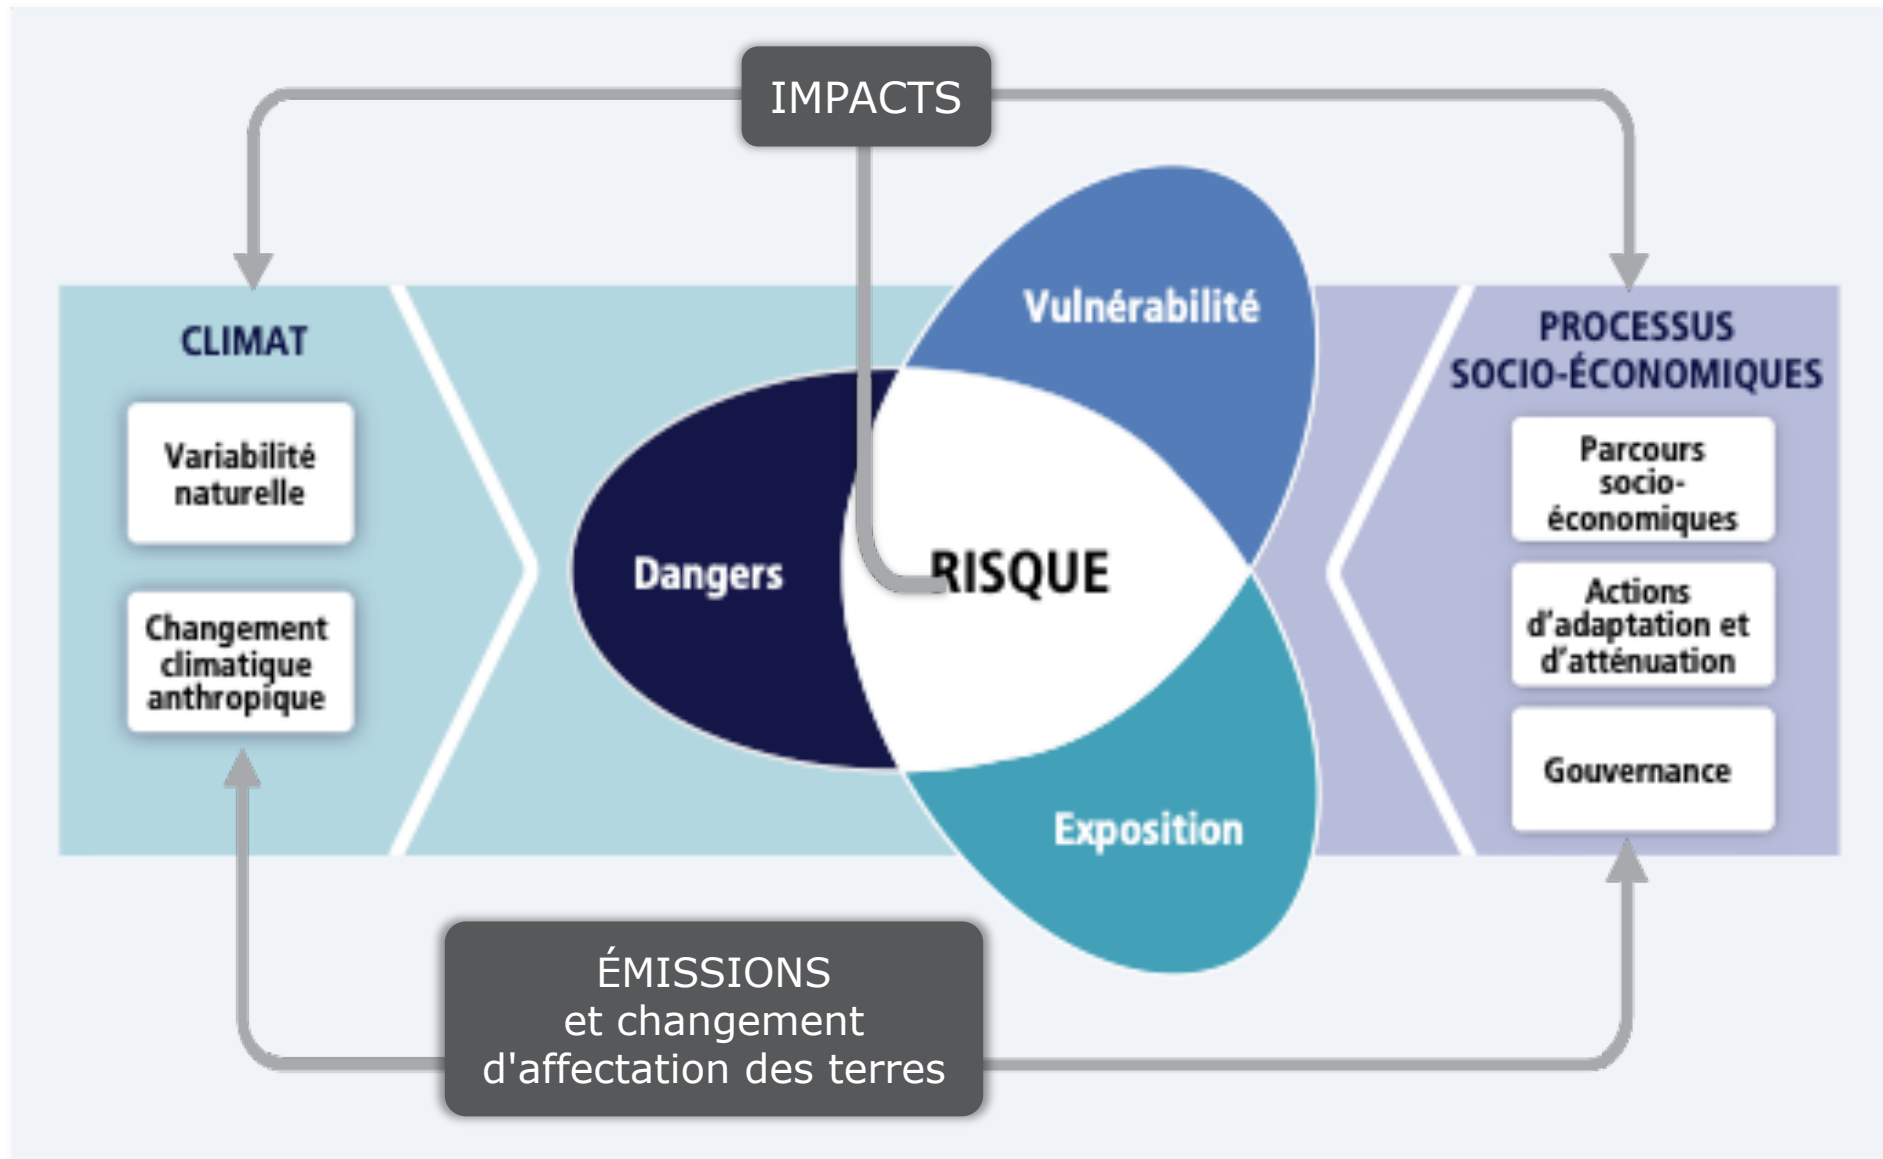 IMPACTS
CLIMAT
Variabilité
naturelle
Changement
climatique
anthropique
Vulnérabilité
Dangers
RISQUE
Exposition
PROCESSUS
SOCIO-ÉCONOMIQUES
Parcours
socio-
économiques
Actions
d'adaptation et
d'atténuation
Gouvernance
ÉMISSIONS
et changement
d'affectation des terres